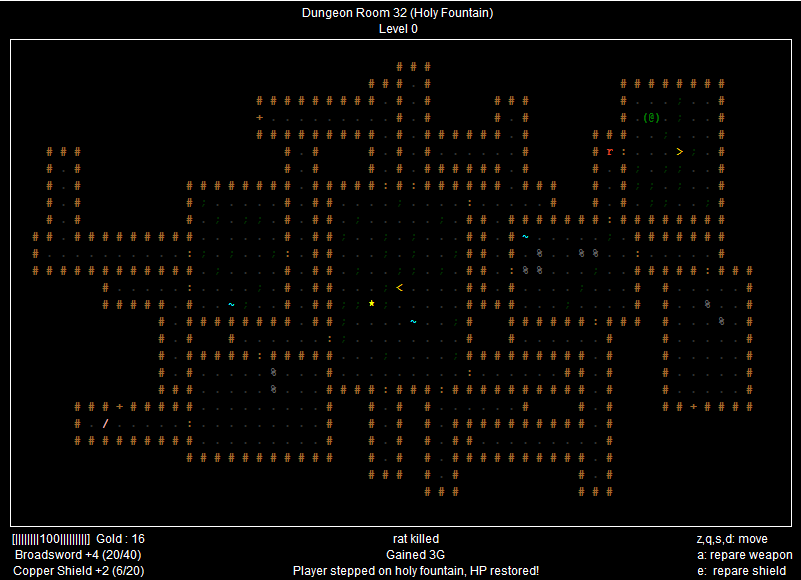 Dungeon Room 32 (Holy Fountain)
Level 0
[||||||||100|||||||||] Gold : 16
rat killed
z,q,s,d: move
Broadsword +4 (20/40)
Gained 3G
a: repare weapon
Copper Shield +2 (6/20)
Player stepped on holy fountain, HP restored!
e: repare shield